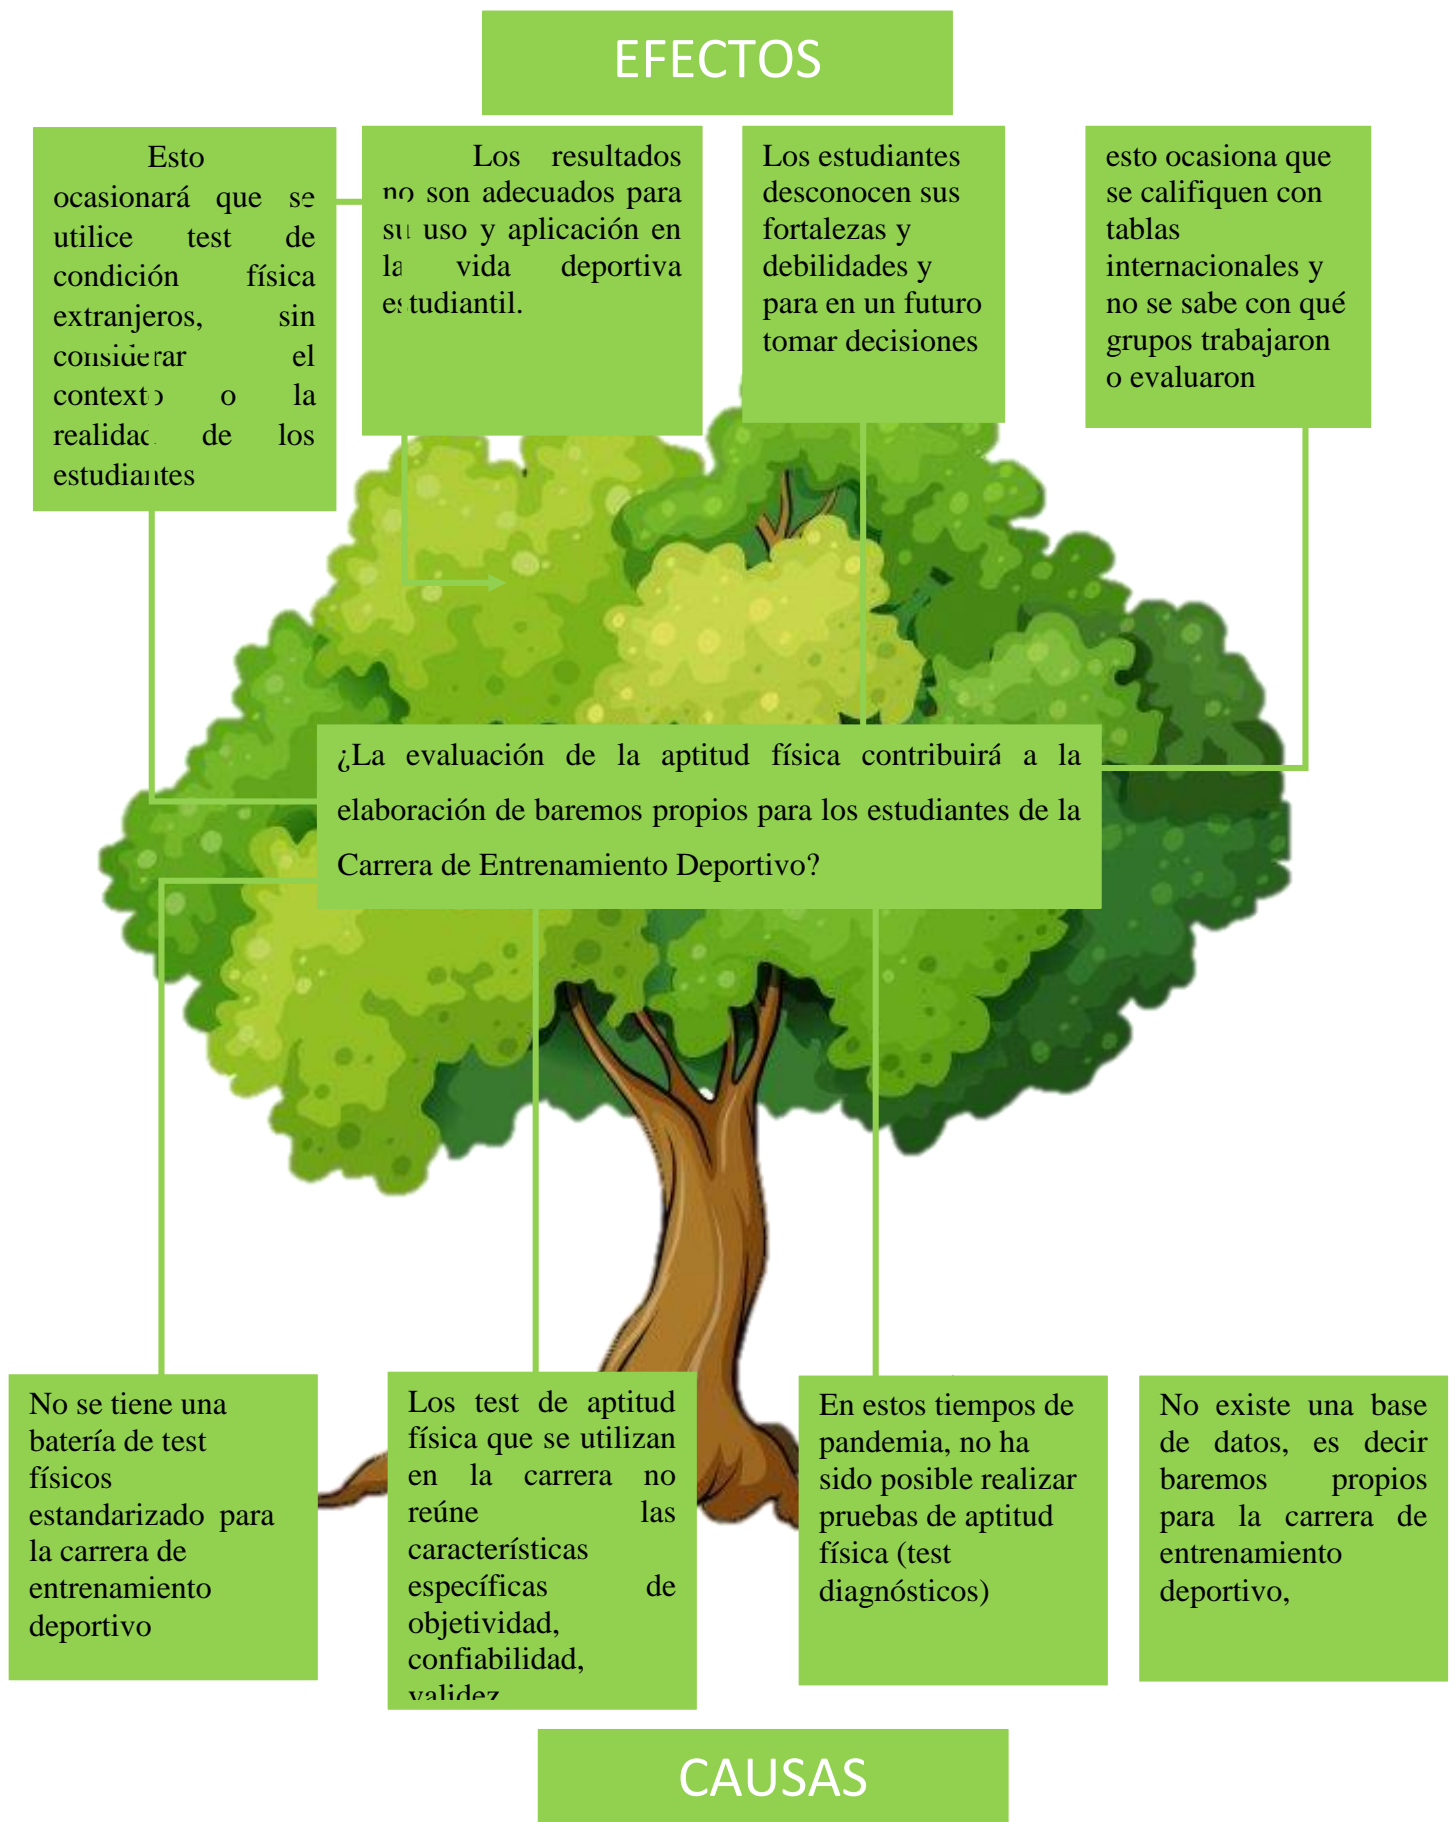 EFECTOS
Esto
ocasionará que se
utilice test de
condición física
extranjeros, sin
considerar el
contexto o la
realidad de los
estudiantes
Los resultados
no son adecuados para
su uso y aplicación en
la vida deportiva
estudiantil.
Los estudiantes
desconocen sus
fortalezas y
debilidades y
para en un futuro
tomar decisiones
esto ocasiona que
se califiquen con
tablas
internacionales y
no se sabe con qué
grupos trabajaron
o evaluaron
¿La evaluación de la aptitud física contribuirá a la
elaboración de baremos propios para los estudiantes de la
Carrera de Entrenamiento Deportivo?
No se tiene una
batería de test
físicos
estandarizado para
la carrera de
entrenamiento
deportivo
Los test de aptitud
física que se utilizan
en la carrera no
reúne las
características
específicas de
objetividad,
confiabilidad,
validez
En estos tiempos de
pandemia, no ha
sido posible realizar
pruebas de aptitud
física (test
diagnósticos)
No existe una base
de datos, es decir
baremos propios
para la carrera de
entrenamiento
deportivo,
CAUSAS